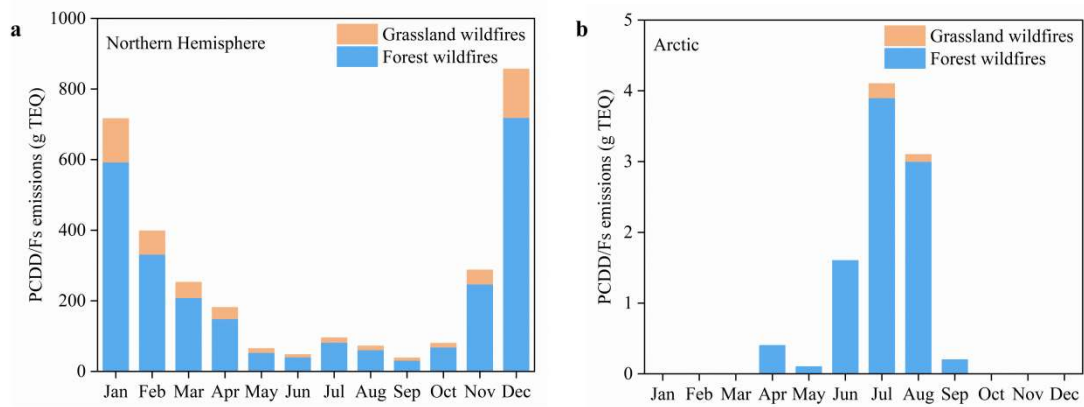 a
Northern Hemisphere
Grassland wildfires
Forest wildfires
PCDD/Fs emissions (g TEQ)
1000
800
600
400
200
0
Jan Feb Mar Apr May Jun Jul Aug Sep Oct Nov Dec
b
Arctic
Grassland wildfires
Forest wildfires
PCDD/Fs emissions (g TEQ)
5
4
3
2
1
0
Jan Feb Mar Apr May Jun Jul Aug Sep Oct Nov Dec